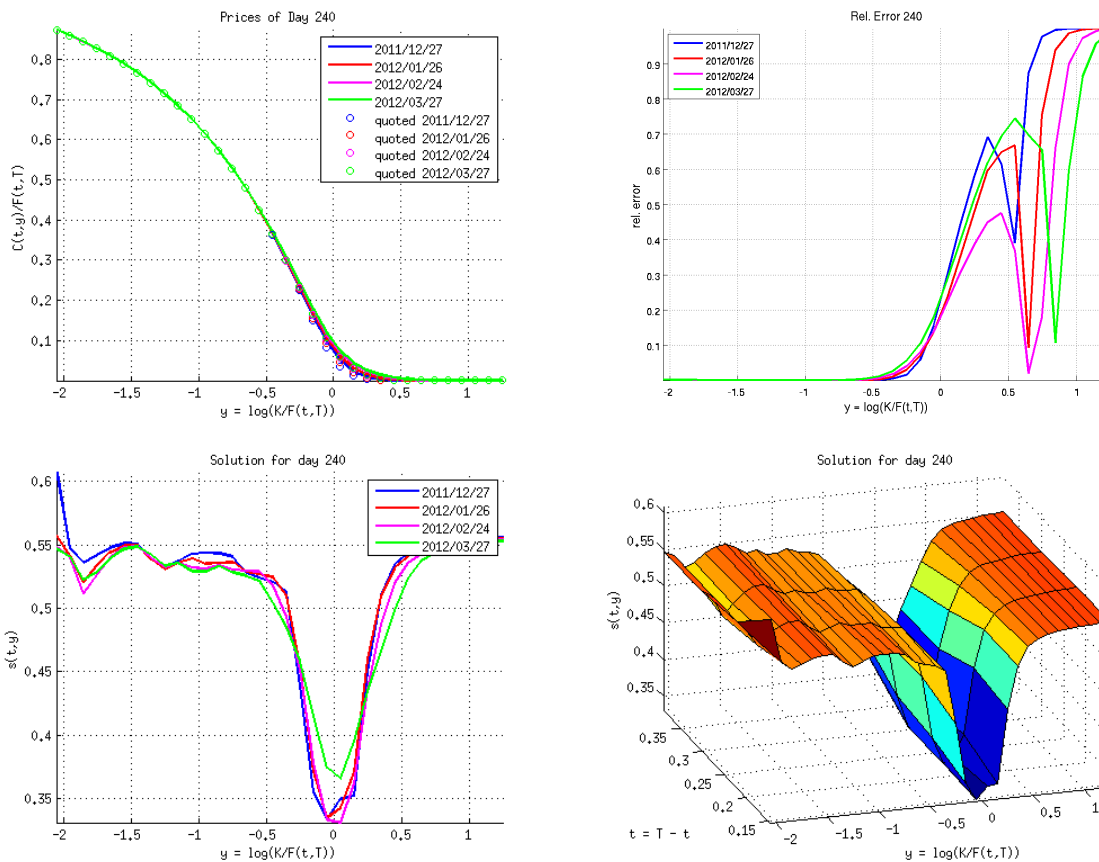 Prices of Day 240
C(t,y)/F(t,T)
0.8
0.7
0.6
0.5
0.4
0.3
0.2
0.1
-2 -1.5 -1 -0.5 0 0.5 1
y = log(K/F(t,T))
2011/12/27
2012/01/26
2012/02/24
2012/03/27
quoted 2011/12/27
quoted 2012/01/26
quoted 2012/02/24
quoted 2012/03/27
Rel. Error 240
rel. error
0.9
0.8
0.7
0.6
0.5
0.4
0.3
0.2
0.1
-2 -1.5 -1 -0.5 0 0.5 1
y = log(K/F(t,T))
2011/12/27
2012/01/26
2012/02/24
2012/03/27
Solution for day 240
s(t,y)
0.6
0.55
0.5
0.45
0.4
0.35
-2 -1.5 -1 -0.5 0 0.5 1
y = log(K/F(t,T))
2011/12/27
2012/01/26
2012/02/24
2012/03/27
Solution for day 240
s(t,y)
0.6
0.55
0.5
0.45
0.4
0.35
0.35
0.3
0.25
0.2
0.15
t = T - t
-2 -1.5 -1 -0.5 0 0.5 1
y = log(K/F(t,T))